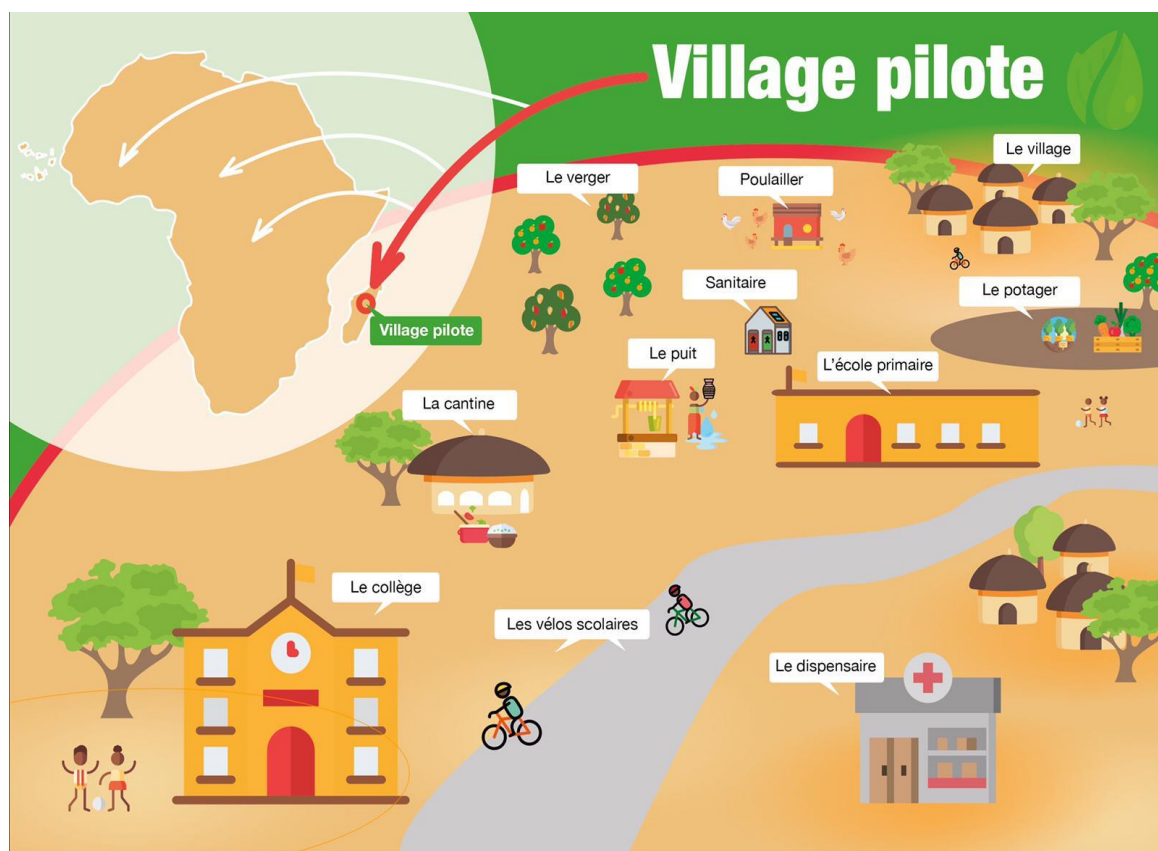 Village pilote
Le village
Le verger
Poulailler
Sanitaire
Le potager
Village pilote
Le puit
L'école primaire
La cantine
Le collège
Les vélos scolaires
Le dispensaire